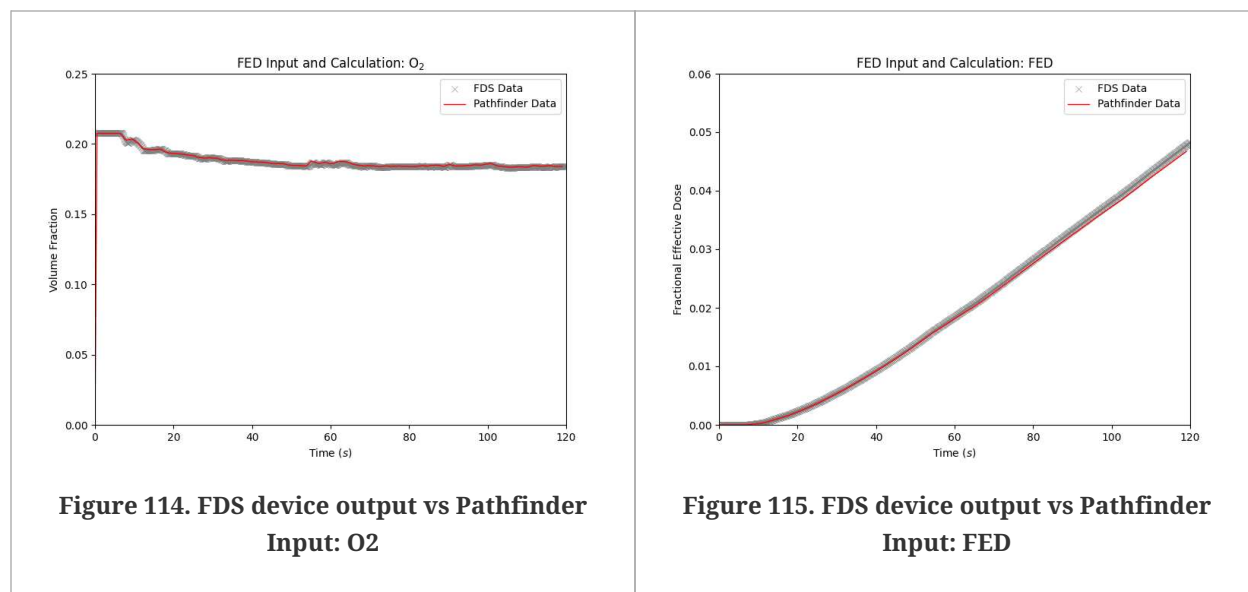 FED Input and Calculation: O₂
FDS Data
Pathfinder Data
0.25
0.20
0.15
0.10
0.05
0.00
Volume Fraction
0
20
40
60
80
100
120
Time (s)
Figure 114. FDS device output vs Pathfinder
Input: O2
FED Input and Calculation: FED
FDS Data
Pathfinder Data
0.06
0.05
0.04
0.03
0.02
0.01
0.00
Fractional Effective Dose
0
20
40
60
80
100
120
Time (s)
Figure 115. FDS device output vs Pathfinder
Input: FED